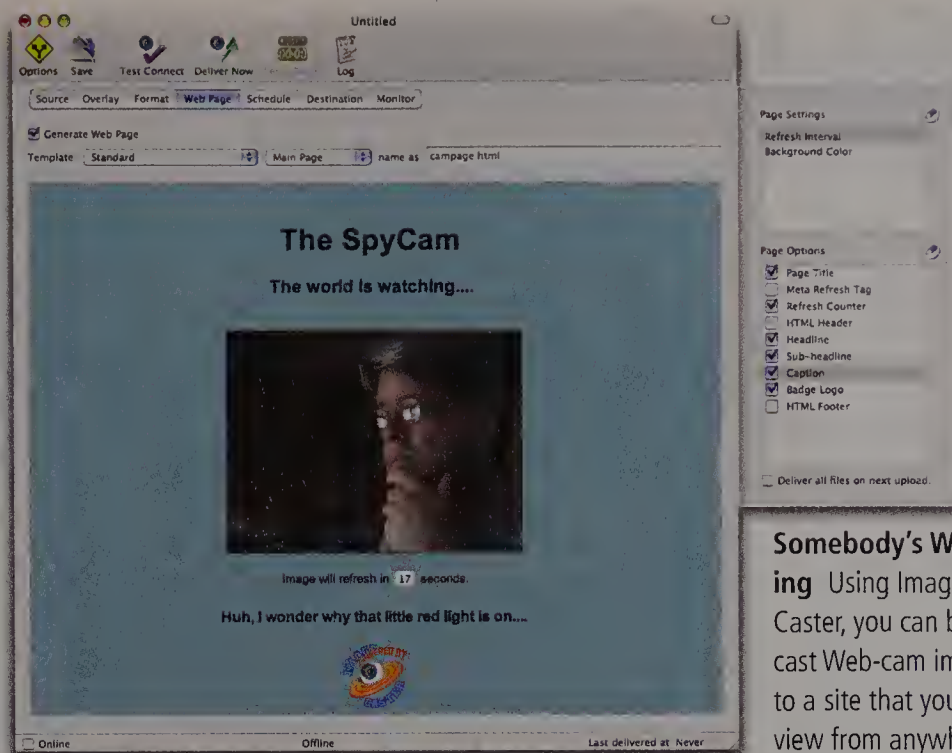 Untitled
Options Save Test Connect Deliver Now Log
Source Overlay Format Web Page Schedule Destination Monitor
Generate Web Page
Template Standard Main Page name as campage html
The SpyCam
The world is watching....
Image will refresh in 17 seconds.
Huh, I wonder why that little red light is on....
POWERED BY
Online Offline Last delivered at Never
Page Settings
Refresh Interval
Background Color
Page Options
Page Title
Meta Refresh Tag
Refresh Counter
HTML Header
Headline
Sub-headline
Caption
Badge Logo
HTML Footer
Deliver all files on next upload.
Somebody's W
ing Using Imag
Caster, you can b
cast Web-cam im
to a site that you
view from anywh